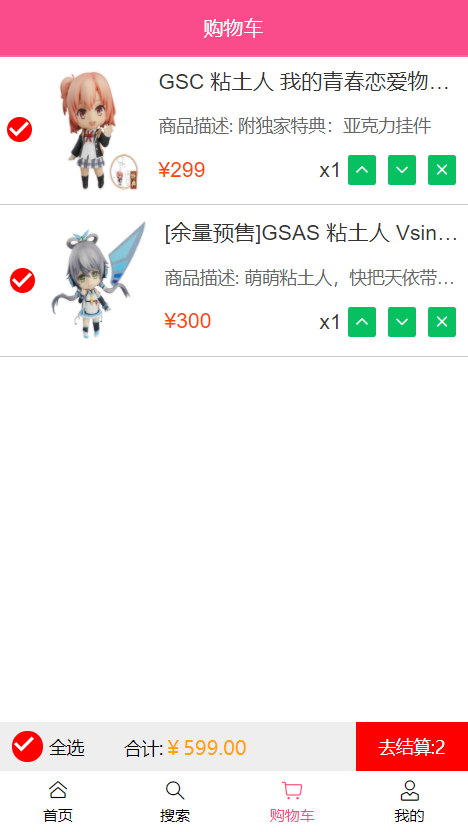 购物车
GSC 粘土人 我的青春恋爱物…
商品描述: 附独家特典：亚克力挂件
¥299
x1
[余量预售]GSAS 粘土人 Vsin…
商品描述: 萌萌粘土人，快把天依带…
¥300
x1
全选
合计: ¥ 599.00
去结算:2
首页
搜索
购物车
我的